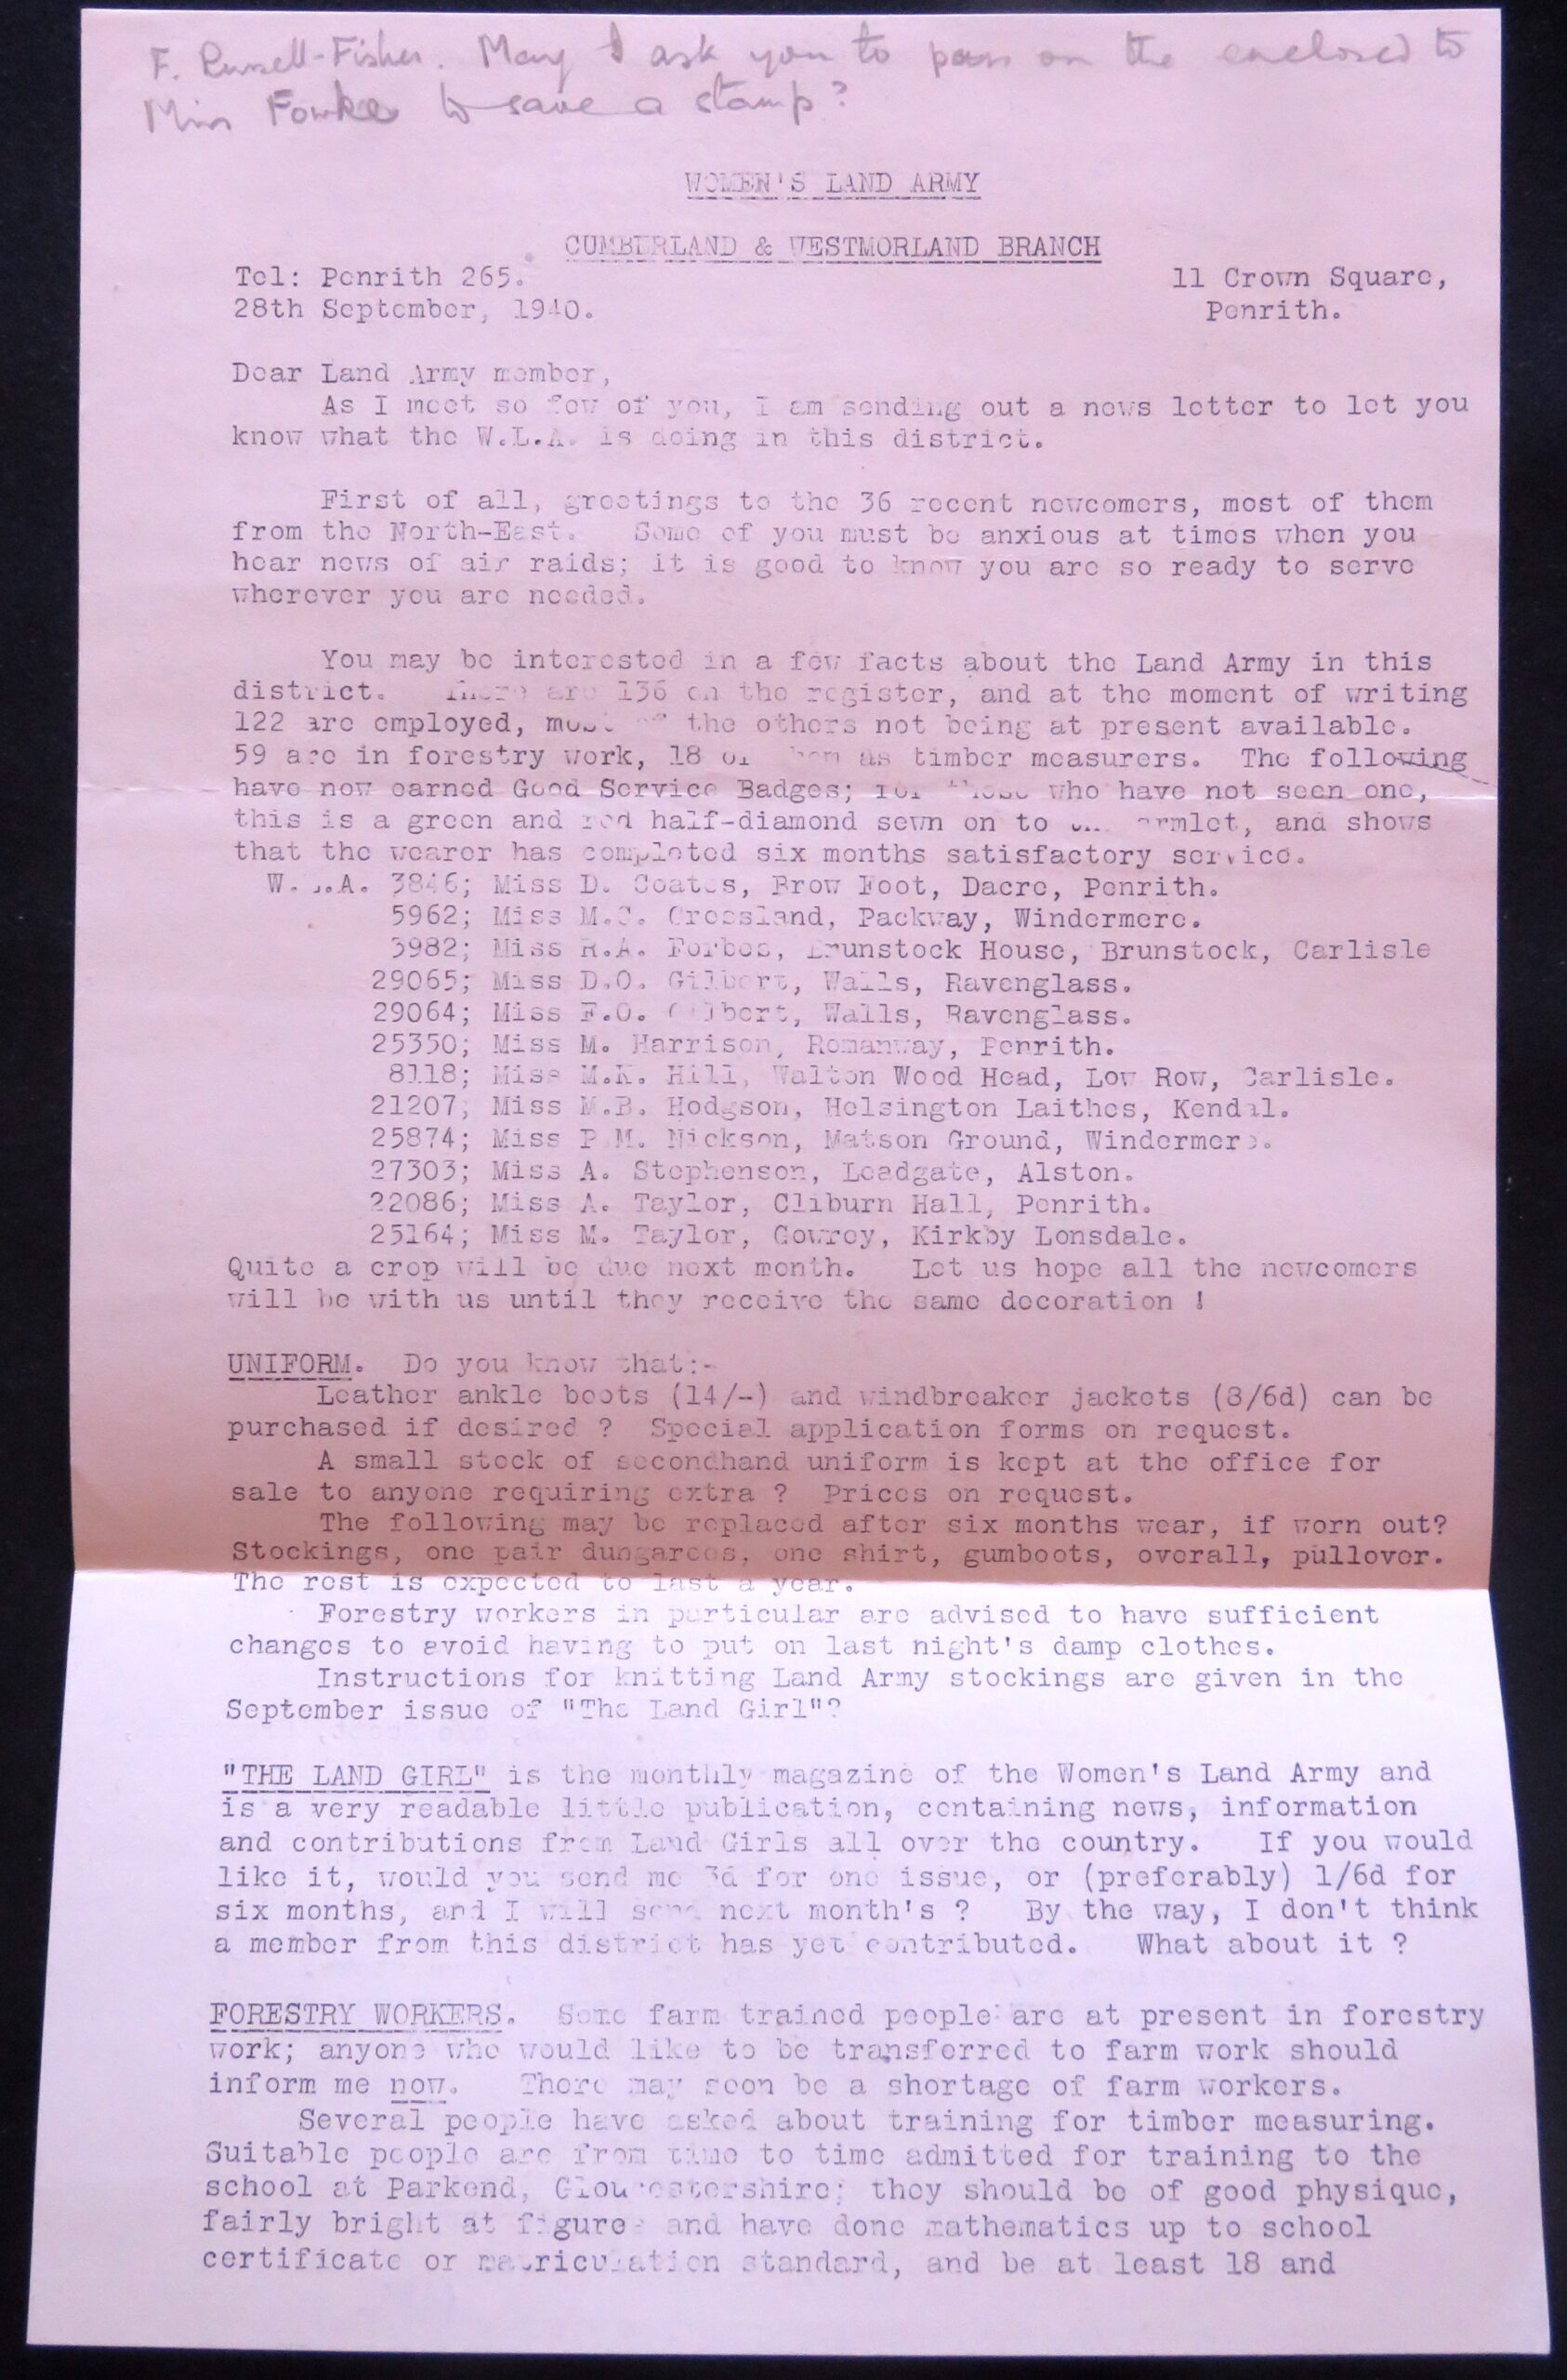 F. Russell-Fisher. May I ask you to pass on the enclosed to
Miss Fowke to save a stamp?
WOMEN'S LAND ARMY
CUMBERLAND & WESTMORLAND BRANCH
Tel: Penrith 265.
11 Crown Square,
28th September, 1940.
Penrith.
Dear Land Army member,
As I meet so few of you, I am sending out a news letter to let you
know what the W.L.A. is doing in this district.
First of all, greetings to the 36 recent newcomers, most of them
from the North-East. Some of you must be anxious at times when you
hear news of air raids; it is good to know you are so ready to serve
wherever you are needed.
You may be interested in a few facts about the Land Army in this
district. There are 136 on the register, and at the moment of writing
122 are employed, most of the others not being at present available.
59 are in forestry work, 18 of them as timber measurers. The following
have now earned Good Service Badges; for those who have not seen one,
this is a green and red half-diamond sewn on to the armlet, and shows
that the wearer has completed six months satisfactory service.
W.L.A. 3846; Miss D. Coates, Brow Foot, Dacre, Penrith.
5962; Miss M.C. Crossland, Packway, Windermere.
3982; Miss R.A. Forbes, Brunstock House, Brunstock, Carlisle
29065; Miss D.O. Gilbert, Walls, Ravenglass.
29064; Miss F.O. Gilbert, Walls, Ravenglass.
25350; Miss M. Harrison, Romanway, Penrith.
8118; Miss M.K. Hill, Walton Wood Head, Low Row, Carlisle.
21207; Miss M.B. Hodgson, Helsington Laithes, Kendal.
25874; Miss P.M. Nickson, Matson Ground, Windermere.
27303; Miss A. Stephenson, Leadgate, Alston.
22086; Miss A. Taylor, Cliburn Hall, Penrith.
25164; Miss M. Taylor, Gowrey, Kirkby Lonsdale.
Quite a crop will be due next month. Let us hope all the newcomers
will be with us until they receive the same decoration !
UNIFORM. Do you know that:-
Leather ankle boots (14/-) and windbreaker jackets (8/6d) can be
purchased if desired ? Special application forms on request.
A small stock of secondhand uniform is kept at the office for
sale to anyone requiring extra ? Prices on request.
The following may be replaced after six months wear, if worn out?
Stockings, one pair dungarees, one shirt, gumboots, overall, pullover.
The rest is expected to last a year.
Forestry workers in particular are advised to have sufficient
changes to avoid having to put on last night's damp clothes.
Instructions for knitting Land Army stockings are given in the
September issue of "The Land Girl"?
"THE LAND GIRL" is the monthly magazine of the Women's Land Army and
is a very readable little publication, containing news, information
and contributions from Land Girls all over the country. If you would
like it, would you send me 3d for one issue, or (preferably) 1/6d for
six months, and I will send next month's ? By the way, I don't think
a member from this district has yet contributed. What about it ?
FORESTRY WORKERS. Some farm trained people are at present in forestry
work; anyone who would like to be transferred to farm work should
inform me now. There may soon be a shortage of farm workers.
Several people have asked about training for timber measuring.
Suitable people are from time to time admitted for training to the
school at Parkend, Gloucestershire; they should be of good physique,
fairly bright at figures and have done mathematics up to school
certificate or matriculation standard, and be at least 18 and